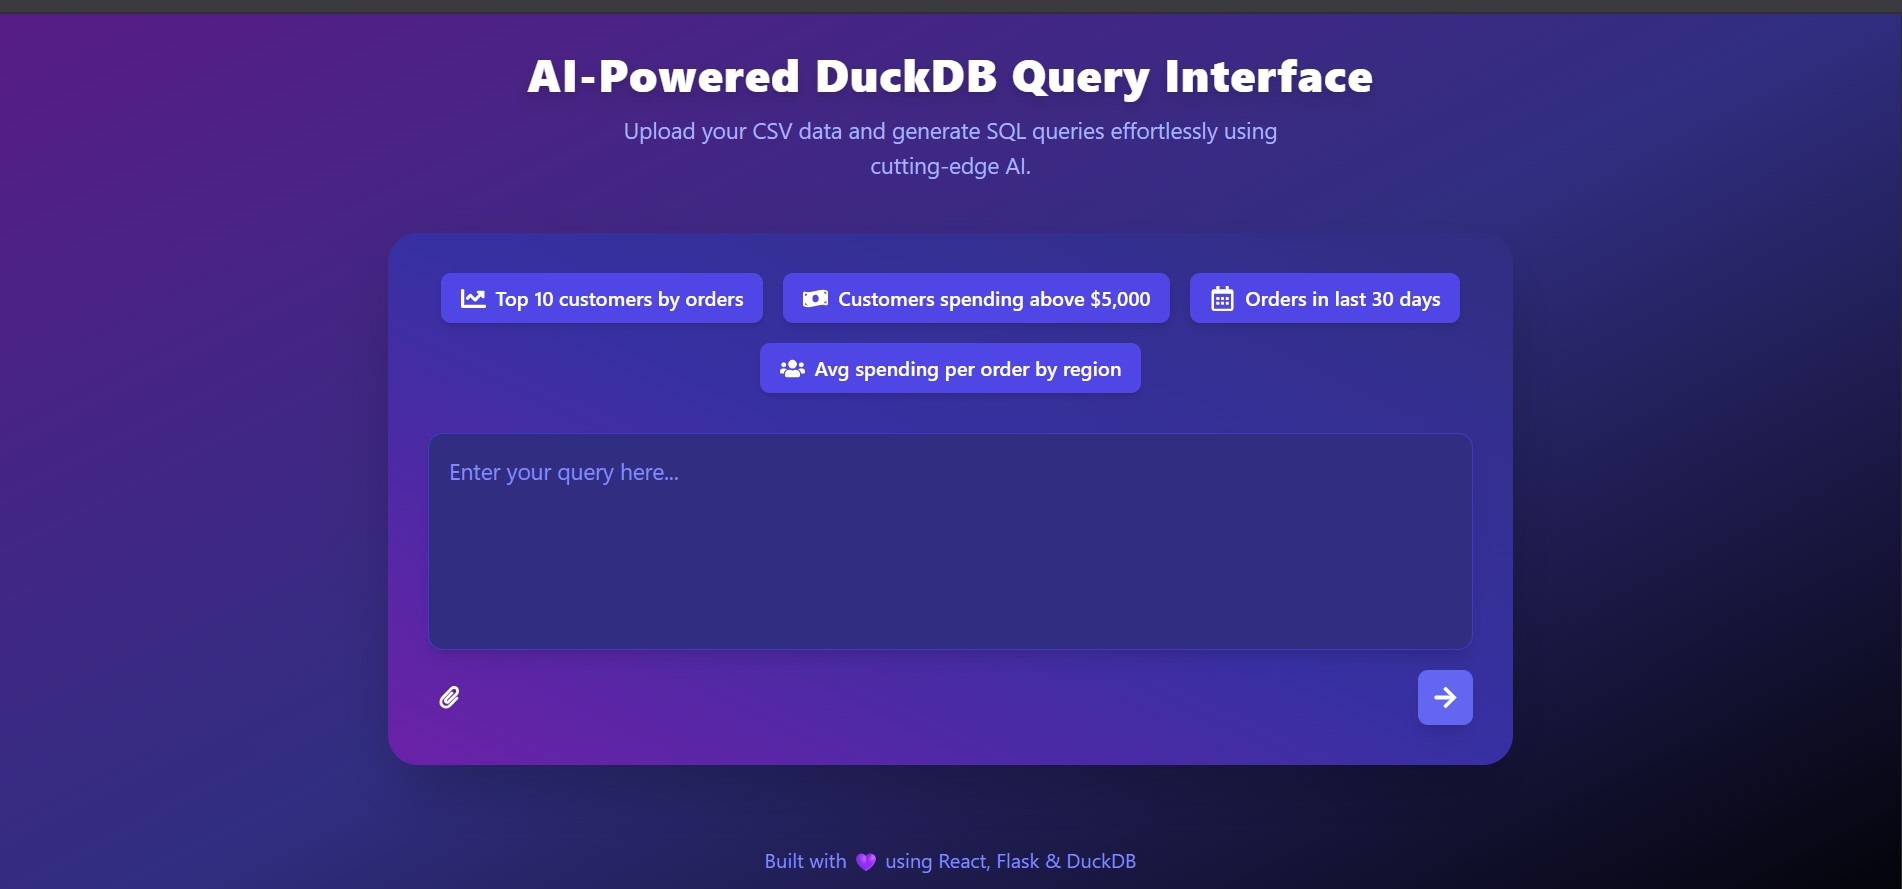 AI-Powered DuckDB Query Interface
Upload your CSV data and generate SQL queries effortlessly using
cutting-edge AI.
Top 10 customers by orders
Customers spending above $5,000
Orders in last 30 days
Avg spending per order by region
Enter your query here...
Built with 💜 using React, Flask & DuckDB